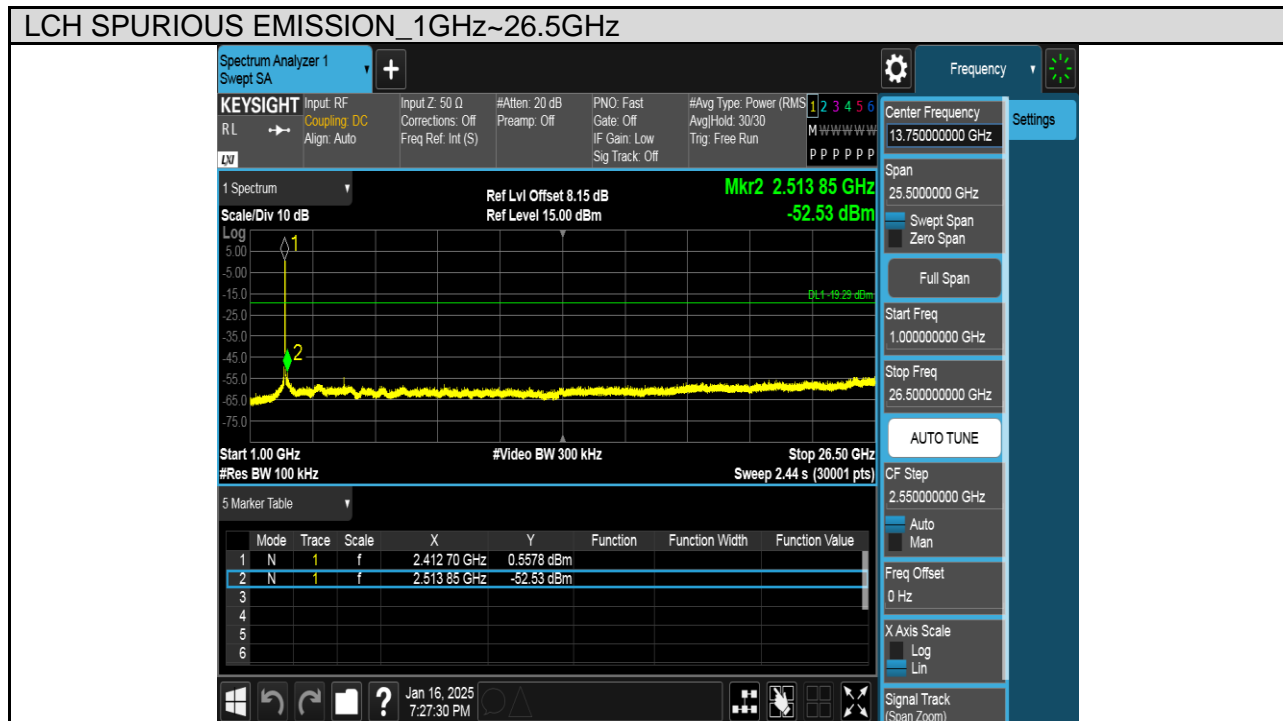 LCH SPURIOUS EMISSION_1GHz~26.5GHz
Spectrum Analyzer 1
Swept SA
+
Frequency
KEYSIGHT
RL
LXI
Input: RF
Coupling: DC
Align: Auto
Input Z: 50 Ω
Corrections: Off
Freq Ref: Int (S)
#Atten: 20 dB
Preamp: Off
PNO: Fast
Gate: Off
IF Gain: Low
Sig Track: Off
#Avg Type: Power (RMS
Avg|Hold: 30/30
Trig: Free Run
1 2 3 4 5 6
M W W W W W
P P P P P P
Settings
1 Spectrum
Scale/Div 10 dB
Ref Lvl Offset 8.15 dB
Ref Level 15.00 dBm
Mkr2 2.513 85 GHz
-52.53 dBm
Log
5.00
-5.00
-15.0
-25.0
-35.0
-45.0
-55.0
-65.0
-75.0
1
2
DL1 -19.29 dBm
Start 1.00 GHz
#Res BW 100 kHz
#Video BW 300 kHz
Stop 26.50 GHz
Sweep 2.44 s (30001 pts)
5 Marker Table
Mode Trace Scale X Y Function Function Width Function Value
1 N 1 f 2.412 70 GHz 0.5578 dBm
2 N 1 f 2.513 85 GHz -52.53 dBm
3
4
5
6
Center Frequency
13.750000000 GHz
Span
25.5000000 GHz
Swept Span
Zero Span
Full Span
Start Freq
1.000000000 GHz
Stop Freq
26.500000000 GHz
AUTO TUNE
CF Step
2.550000000 GHz
Auto
Man
Freq Offset
0 Hz
X Axis Scale
Log
Lin
Signal Track
(Span Zoom)
?
Jan 16, 2025
7:27:30 PM